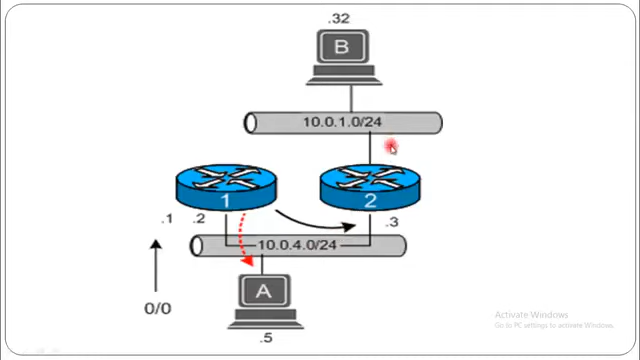 .32
B
10.0.1.0/24
1
2
.1 .2
.3
10.0.4.0/24
A
0/0
.5
Activate Windows
Go to PC settings to activate Windows.